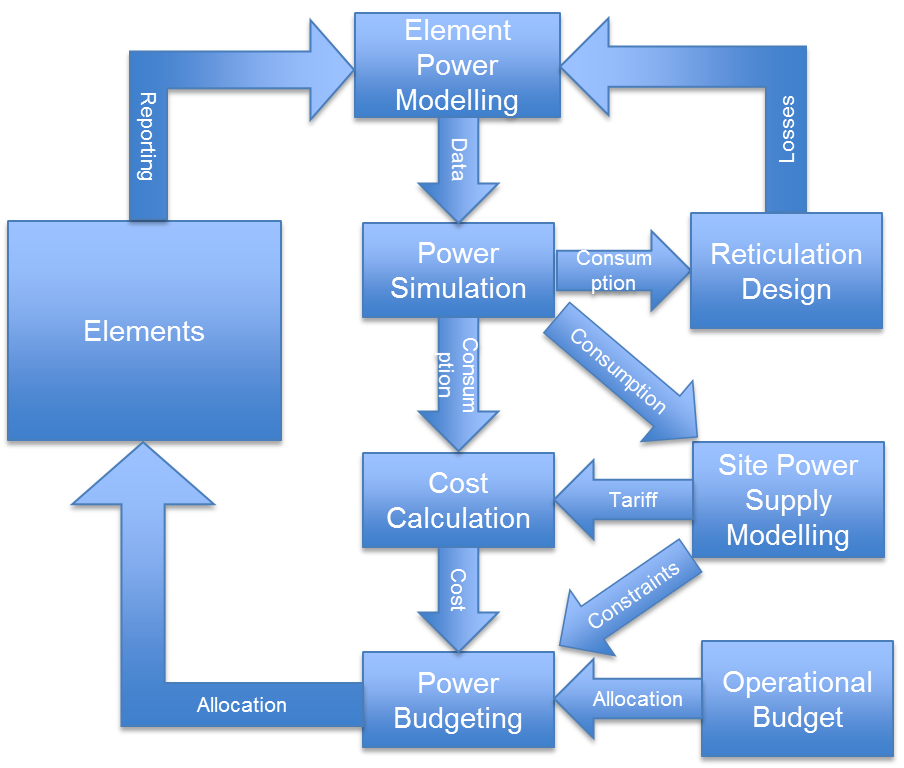 Element
Power
Modelling
Reporting
Losses
Data
Power
Simulation
Consum
ption
Reticulation
Design
Elements
Consum
ption
Consumption
Cost
Calculation
Tariff
Site Power
Supply
Modelling
Cost
Constraints
Power
Budgeting
Allocation
Operational
Budget
Allocation